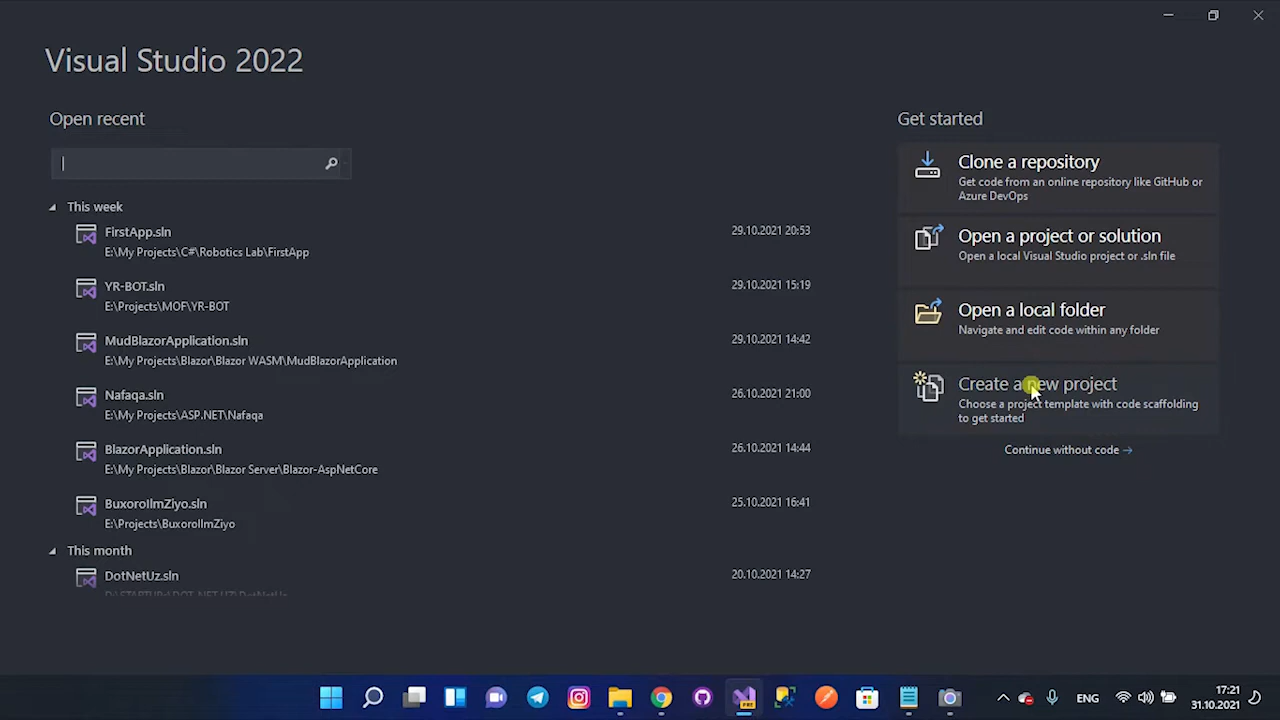 Visual Studio 2022
Open recent
This week
FirstApp.sln
29.10.2021 20:53
E:\My Projects\C#\Robotics Lab\FirstApp
YR-BOT.sln
29.10.2021 15:19
E:\Projects\MOF\YR-BOT
MudBlazorApplication.sln
29.10.2021 14:42
E:\My Projects\Blazor\Blazor WASM\MudBlazorApplication
Nafaqa.sln
26.10.2021 21:00
E:\My Projects\ASP.NET\Nafaqa
BlazorApplication.sln
26.10.2021 14:44
E:\My Projects\Blazor\Blazor Server\Blazor-AspNetCore
BuxoroIlmZiyo.sln
25.10.2021 16:41
E:\Projects\BuxoroIlmZiyo
This month
DotNetUz.sln
20.10.2021 14:27
Get started
Clone a repository
Get code from an online repository like GitHub or
Azure DevOps
Open a project or solution
Open a local Visual Studio project or .sln file
Open a local folder
Navigate and edit code within any folder
Create a new project
Choose a project template with code scaffolding
to get started
Continue without code →
PRE
ENG
17:21
31.10.2021